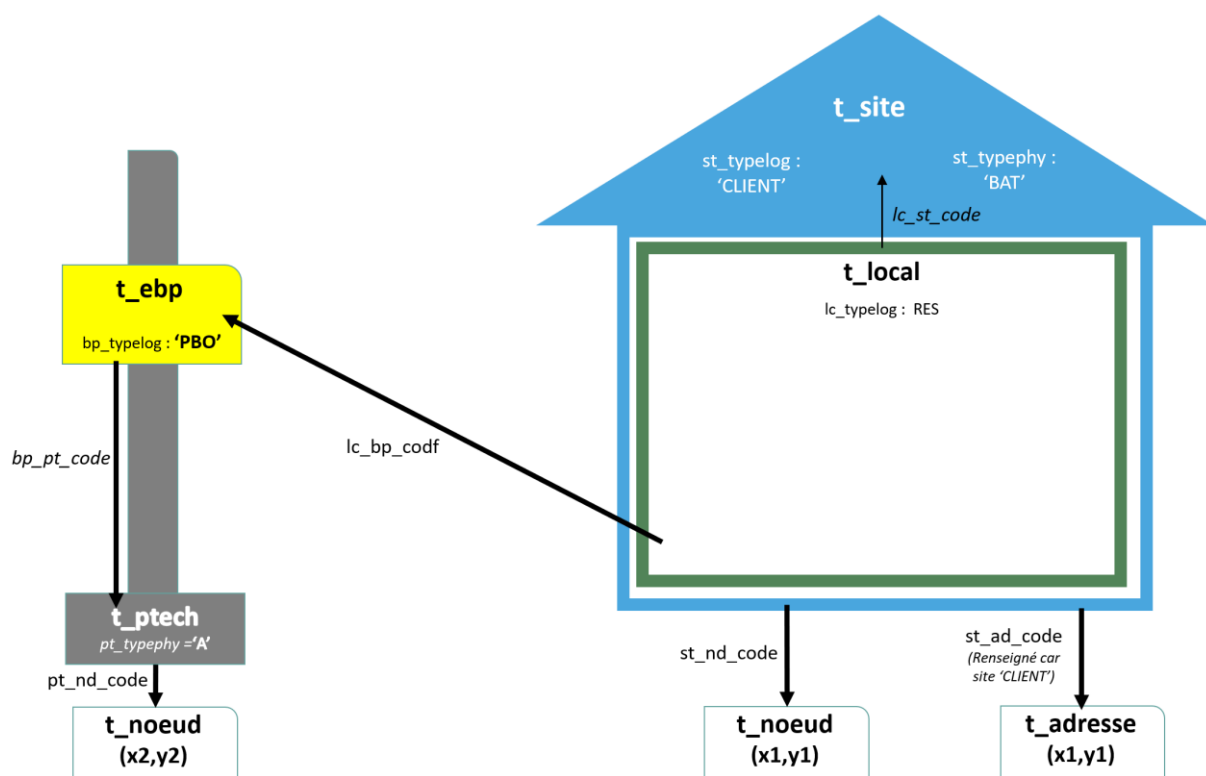 t_site
st_typelog :
‘CLIENT’
st_typephy :
‘BAT’
lc_st_code
t_local
lc_typelog : RES
t_ebp
bp_typelog : ‘PBO’
bp_pt_code
lc_bp_codf
t_ptech
pt_typephy =‘A’
pt_nd_code
t_noeud
(x2,y2)
st_nd_code
t_noeud
(x1,y1)
st_ad_code
(Renseigné car
site ‘CLIENT’)
t_adresse
(x1,y1)